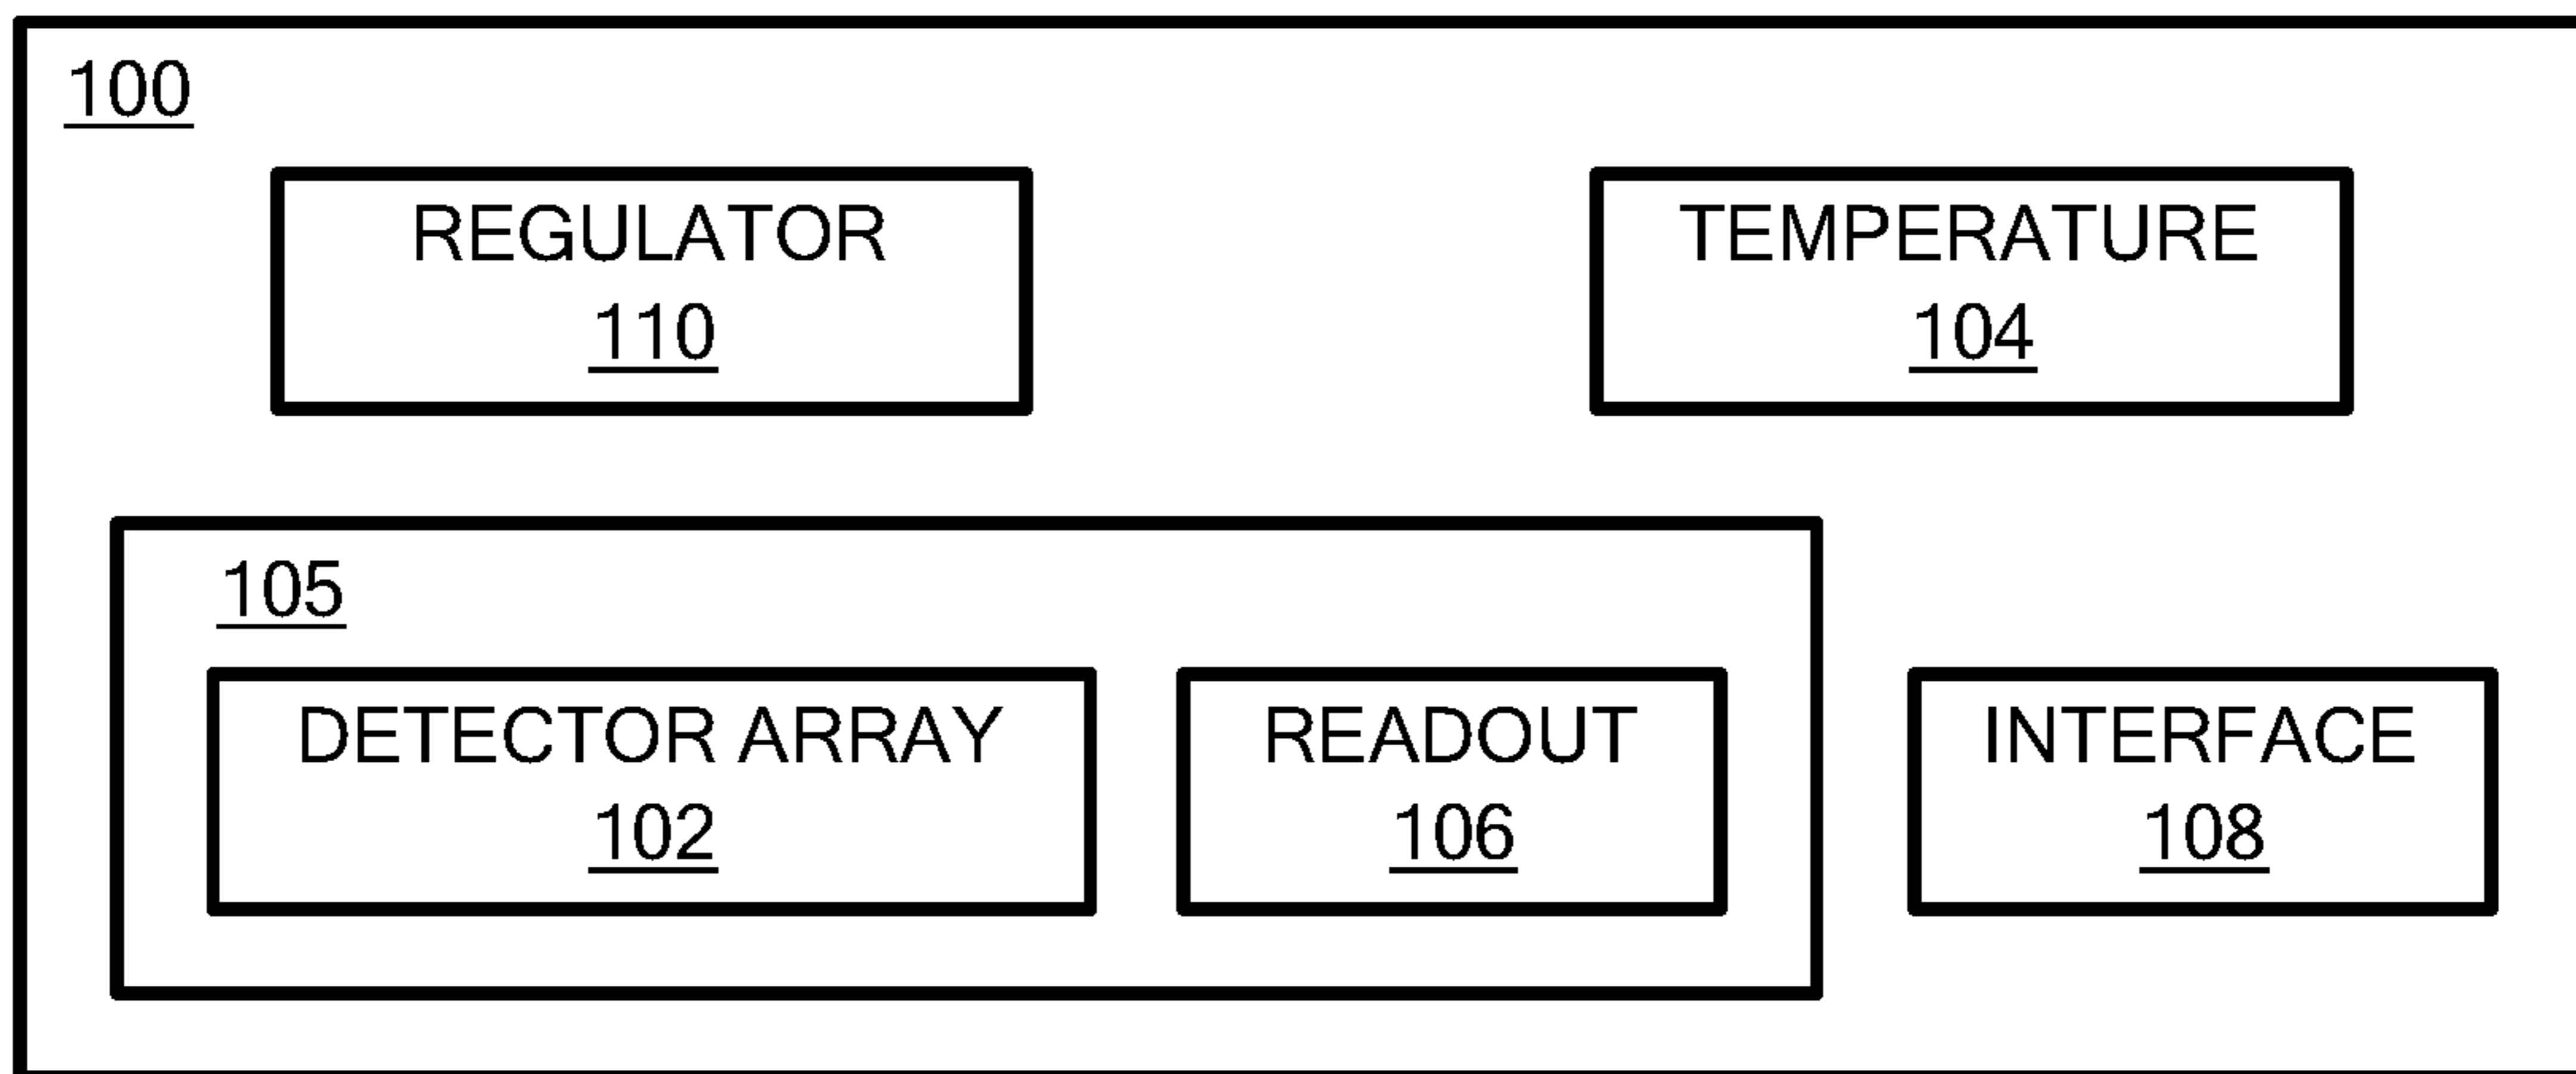 100
REGULATOR
110
TEMPERATURE
104
105
DETECTOR ARRAY
102
READOUT
106
INTERFACE
108